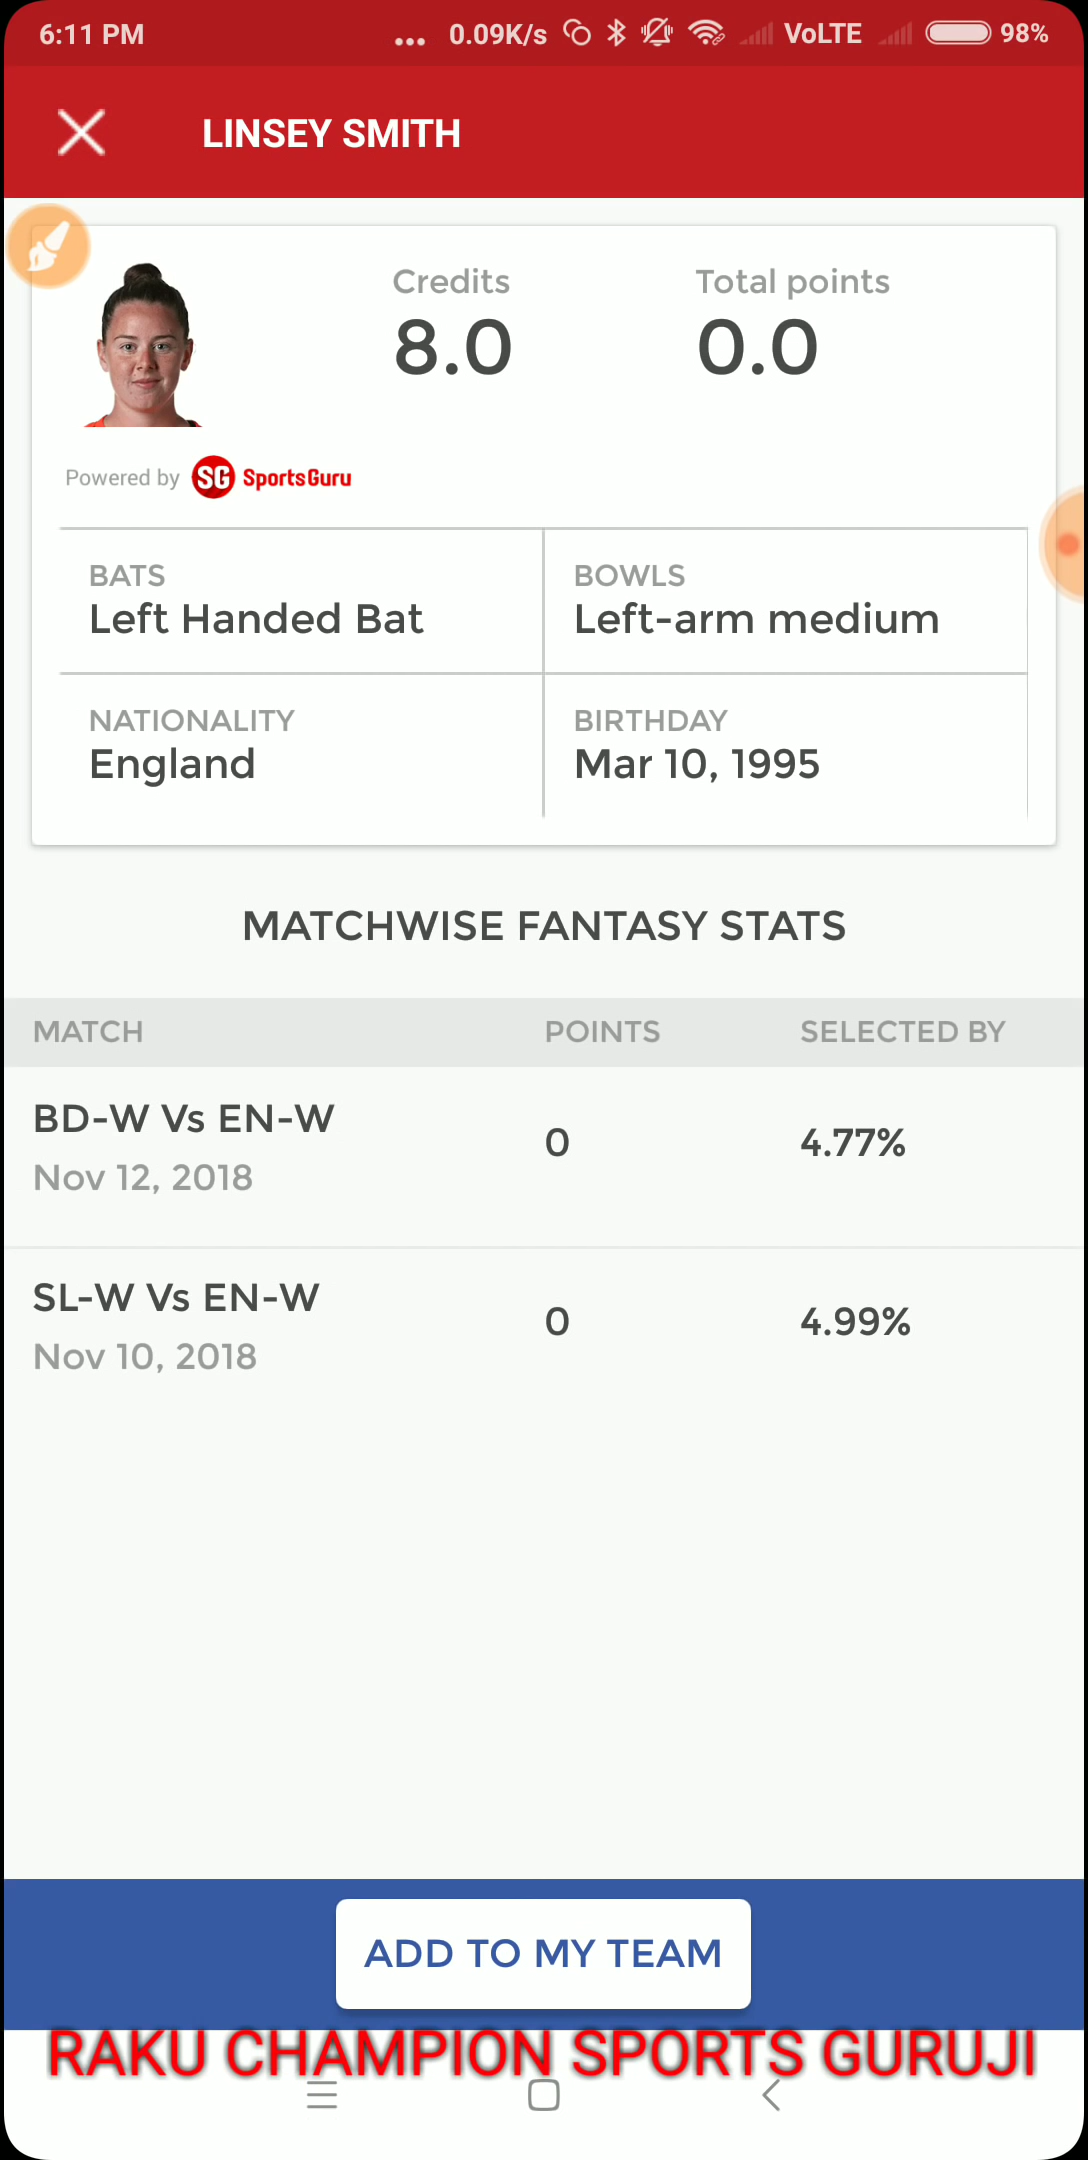 6:11 PM ... 0.09K/s VoLTE 98%
LINSEY SMITH
Credits Total points
8.0 0.0
Powered by SG SportsGuru
BATS BOWLS
Left Handed Bat Left-arm medium
NATIONALITY BIRTHDAY
England Mar 10, 1995
MATCHWISE FANTASY STATS
MATCH POINTS SELECTED BY
BD-W Vs EN-W 0 4.77%
Nov 12, 2018
SL-W Vs EN-W 0 4.99%
Nov 10, 2018
ADD TO MY TEAM
RAKU CHAMPION SPORTS GURUJI